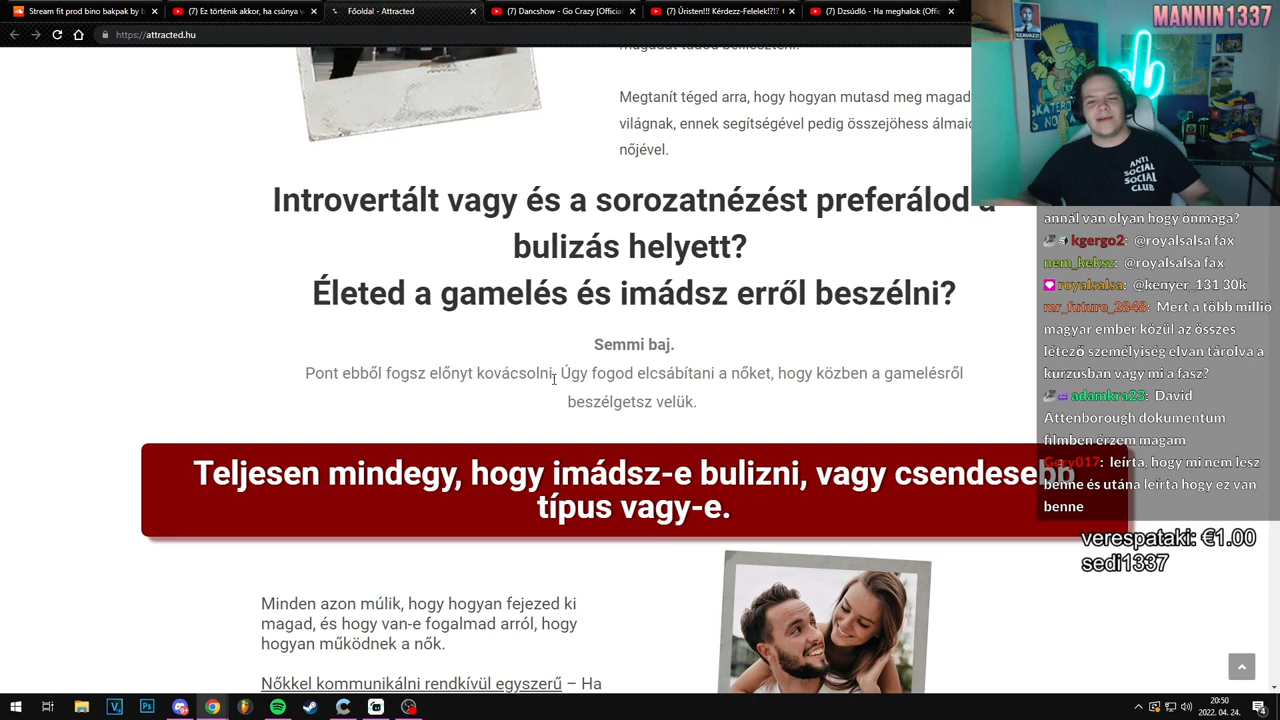 Stream fit prod bino bakpak by b
(7) Ez történik akkor, ha csúnya v
Főoldal - Attracted
(7) Dancshow - Go Crazy [Official
(7) Úristen!!! Kérdezz-Felelek!?!?
(7) Dzsúdló - Ha meghalok (Offic
https://attracted.hu
MANNIN1337
ANTI
SOCIAL
SOCIAL
CLUB
Megtanít téged arra, hogy hogyan mutasd meg magad
világnak, ennek segítségével pedig összejöhess álmaid
nőjével.
Introvertált vagy és a sorozatnézést preferálod a
bulizás helyett?
Életed a gamelés és imádsz erről beszélni?
Semmi baj.
Pont ebből fogsz előnyt kovácsolni. Úgy fogod elcsábítani a nőket, hogy közben a gamelésről
beszélgetsz velük.
Teljesen mindegy, hogy imádsz-e bulizni, vagy csendesebb
típus vagy-e.
Minden azon múlik, hogy hogyan fejezed ki
magad, és hogy van-e fogalmad arról, hogy
hogyan működnek a nők.
Nőkkel kommunikálni rendkívül egyszerű – Ha
annál van olyan hogy önmaga?
kgergo2: @royalsalsa fax
nem_keksz: @royalsalsa fax
royalsalsa: @kenyer_131 30k
mr_future_2848: Mert a több millió
magyar ember közül az összes
létező személyiség elvan tárolva a
kurzusban vagy mi a fasz?
adamkra23: David
Attenborough dokumentum
filmben érzem magam
Gery017: leírta, hogy mi nem lesz
benne és utána leírta hogy ez van
benne
verespataki: €1.00
sedi1337
20:50
2022. 04. 24.
4